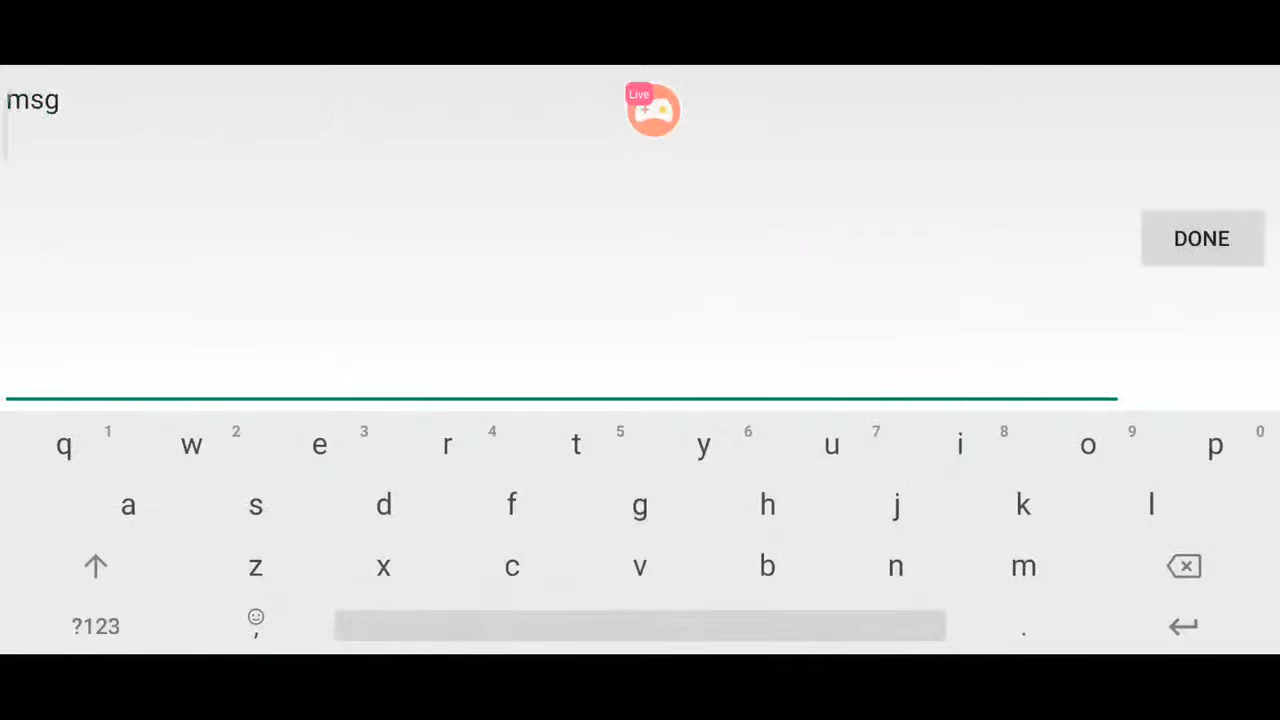 msg
Live
DONE
q 1 w 2 e 3 r 4 t 5 y 6 u 7 i 8 o 9 p 0
a s d f g h j k l
z x c v b n m
?123 , .